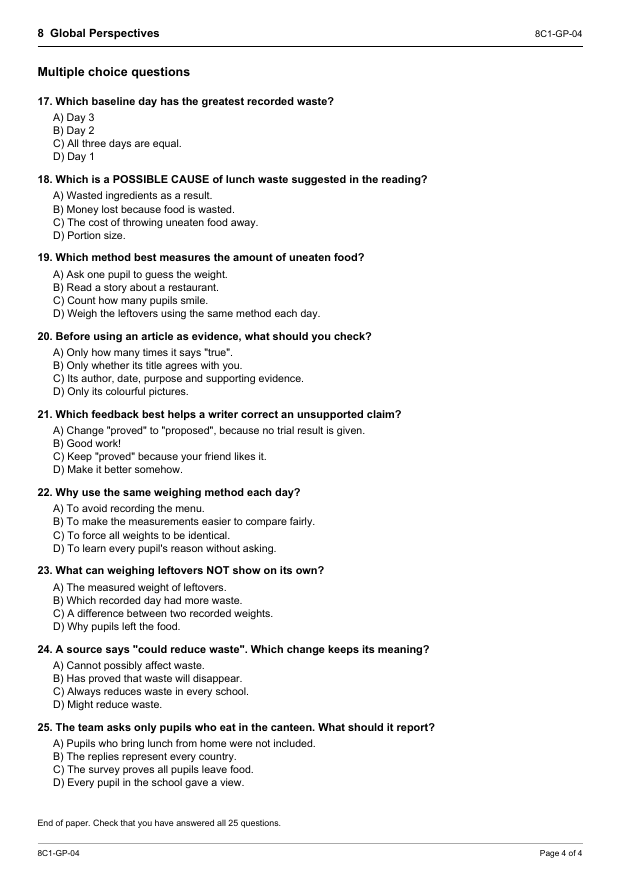 8 Global Perspectives
8C1-GP-04
Multiple choice questions
17. Which baseline day has the greatest recorded waste?
A) Day 3
B) Day 2
C) All three days are equal.
D) Day 1
18. Which is a POSSIBLE CAUSE of lunch waste suggested in the reading?
A) Wasted ingredients as a result.
B) Money lost because food is wasted.
C) The cost of throwing uneaten food away.
D) Portion size.
19. Which method best measures the amount of uneaten food?
A) Ask one pupil to guess the weight.
B) Read a story about a restaurant.
C) Count how many pupils smile.
D) Weigh the leftovers using the same method each day.
20. Before using an article as evidence, what should you check?
A) Only how many times it says "true".
B) Only whether its title agrees with you.
C) Its author, date, purpose and supporting evidence.
D) Only its colourful pictures.
21. Which feedback best helps a writer correct an unsupported claim?
A) Change "proved" to "proposed", because no trial result is given.
B) Good work!
C) Keep "proved" because your friend likes it.
D) Make it better somehow.
22. Why use the same weighing method each day?
A) To avoid recording the menu.
B) To make the measurements easier to compare fairly.
C) To force all weights to be identical.
D) To learn every pupil's reason without asking.
23. What can weighing leftovers NOT show on its own?
A) The measured weight of leftovers.
B) Which recorded day had more waste.
C) A difference between two recorded weights.
D) Why pupils left the food.
24. A source says "could reduce waste". Which change keeps its meaning?
A) Cannot possibly affect waste.
B) Has proved that waste will disappear.
C) Always reduces waste in every school.
D) Might reduce waste.
25. The team asks only pupils who eat in the canteen. What should it report?
A) Pupils who bring lunch from home were not included.
B) The replies represent every country.
C) The survey proves all pupils leave food.
D) Every pupil in the school gave a view.
End of paper. Check that you have answered all 25 questions.
8C1-GP-04
Page 4 of 4